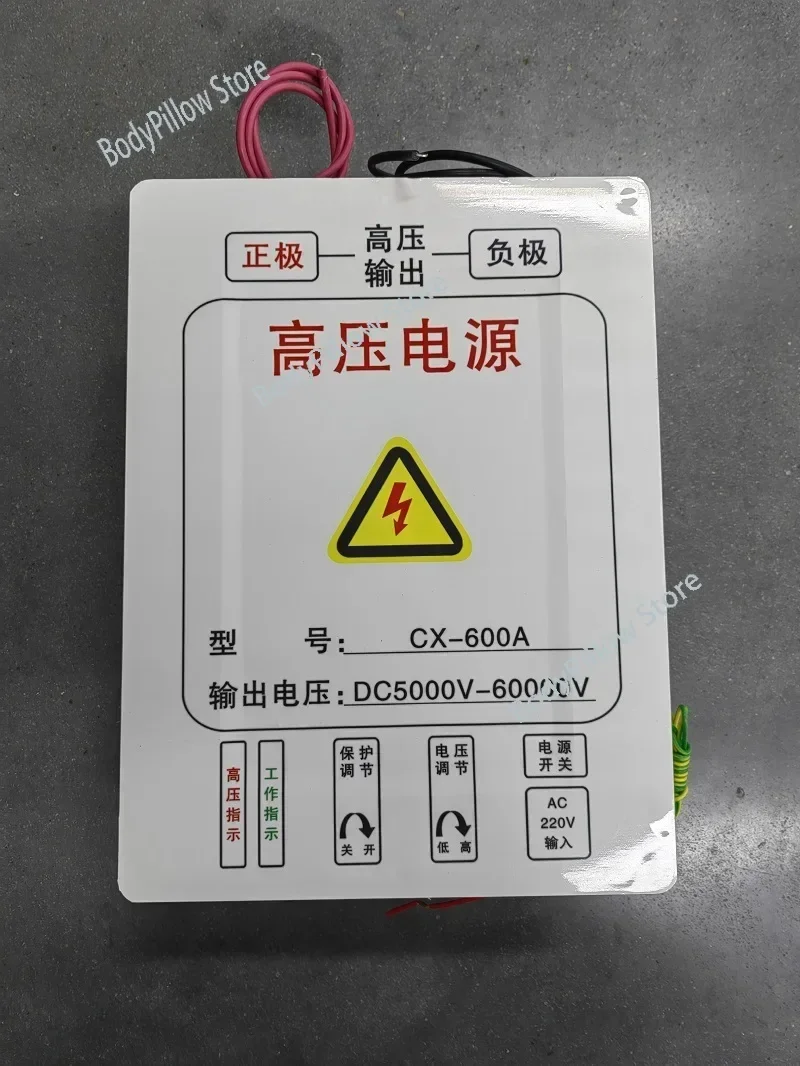 BodyPillow Store
正极
高压
输出
负极
高压电源
型 号: CX-600A
输出电压: DC5000V-60000V
BodyPillow Store
高压指示
工作指示
保护
调节
关 开
电压
调节
低 高
电源
开关
AC
220V
输入